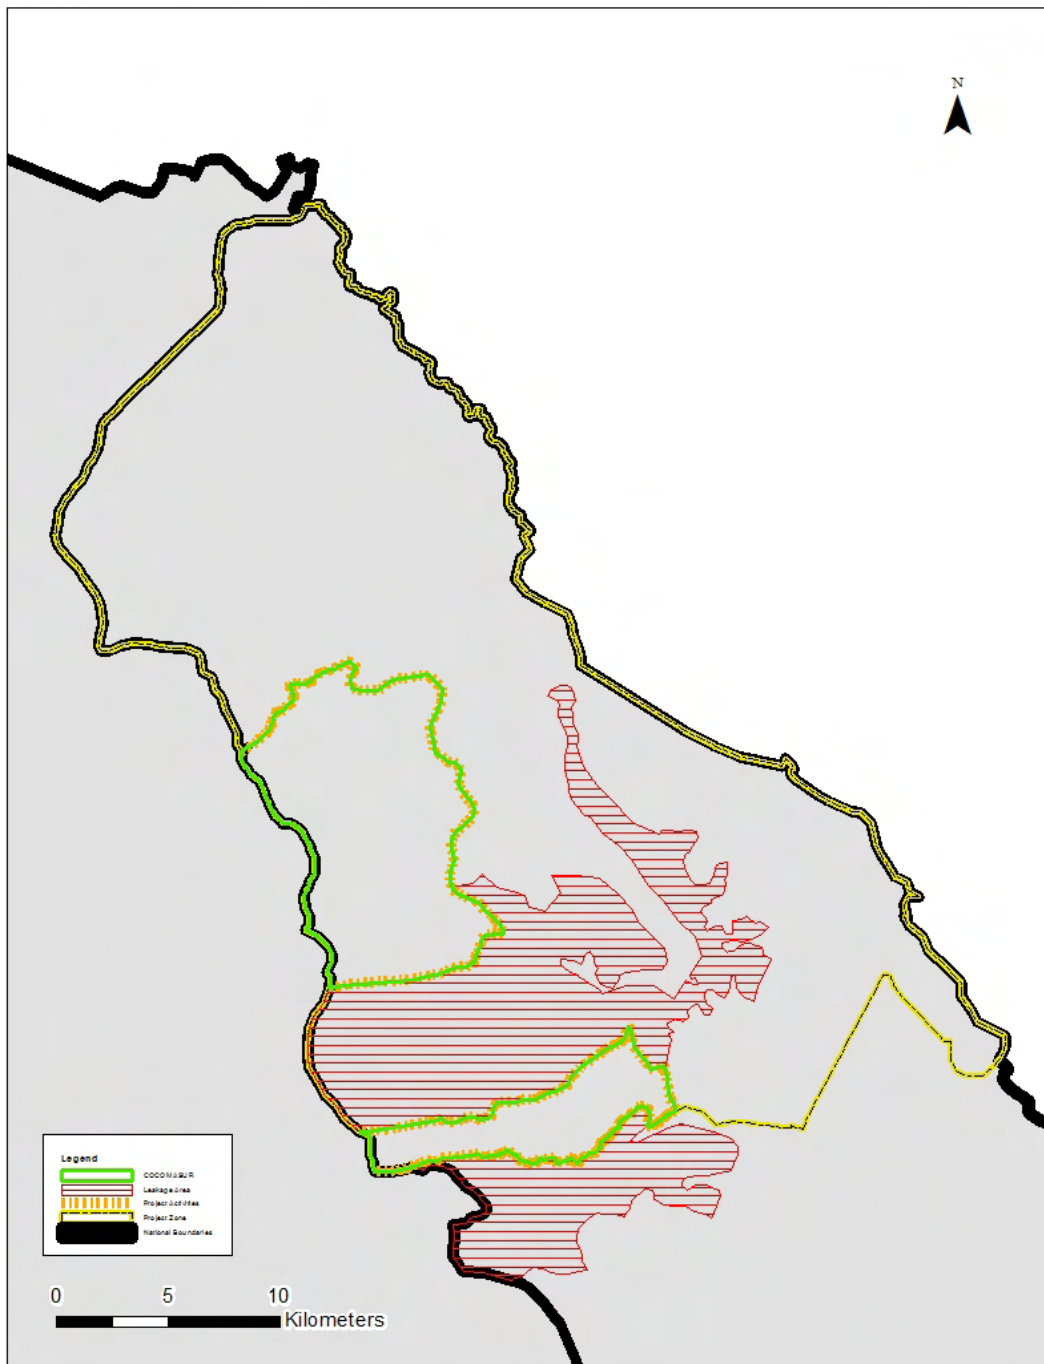 N
Legend
COCOMASUR
Leakage Area
Project Activities
Project Zone
National Boundaries
0 5 10
Kilometers